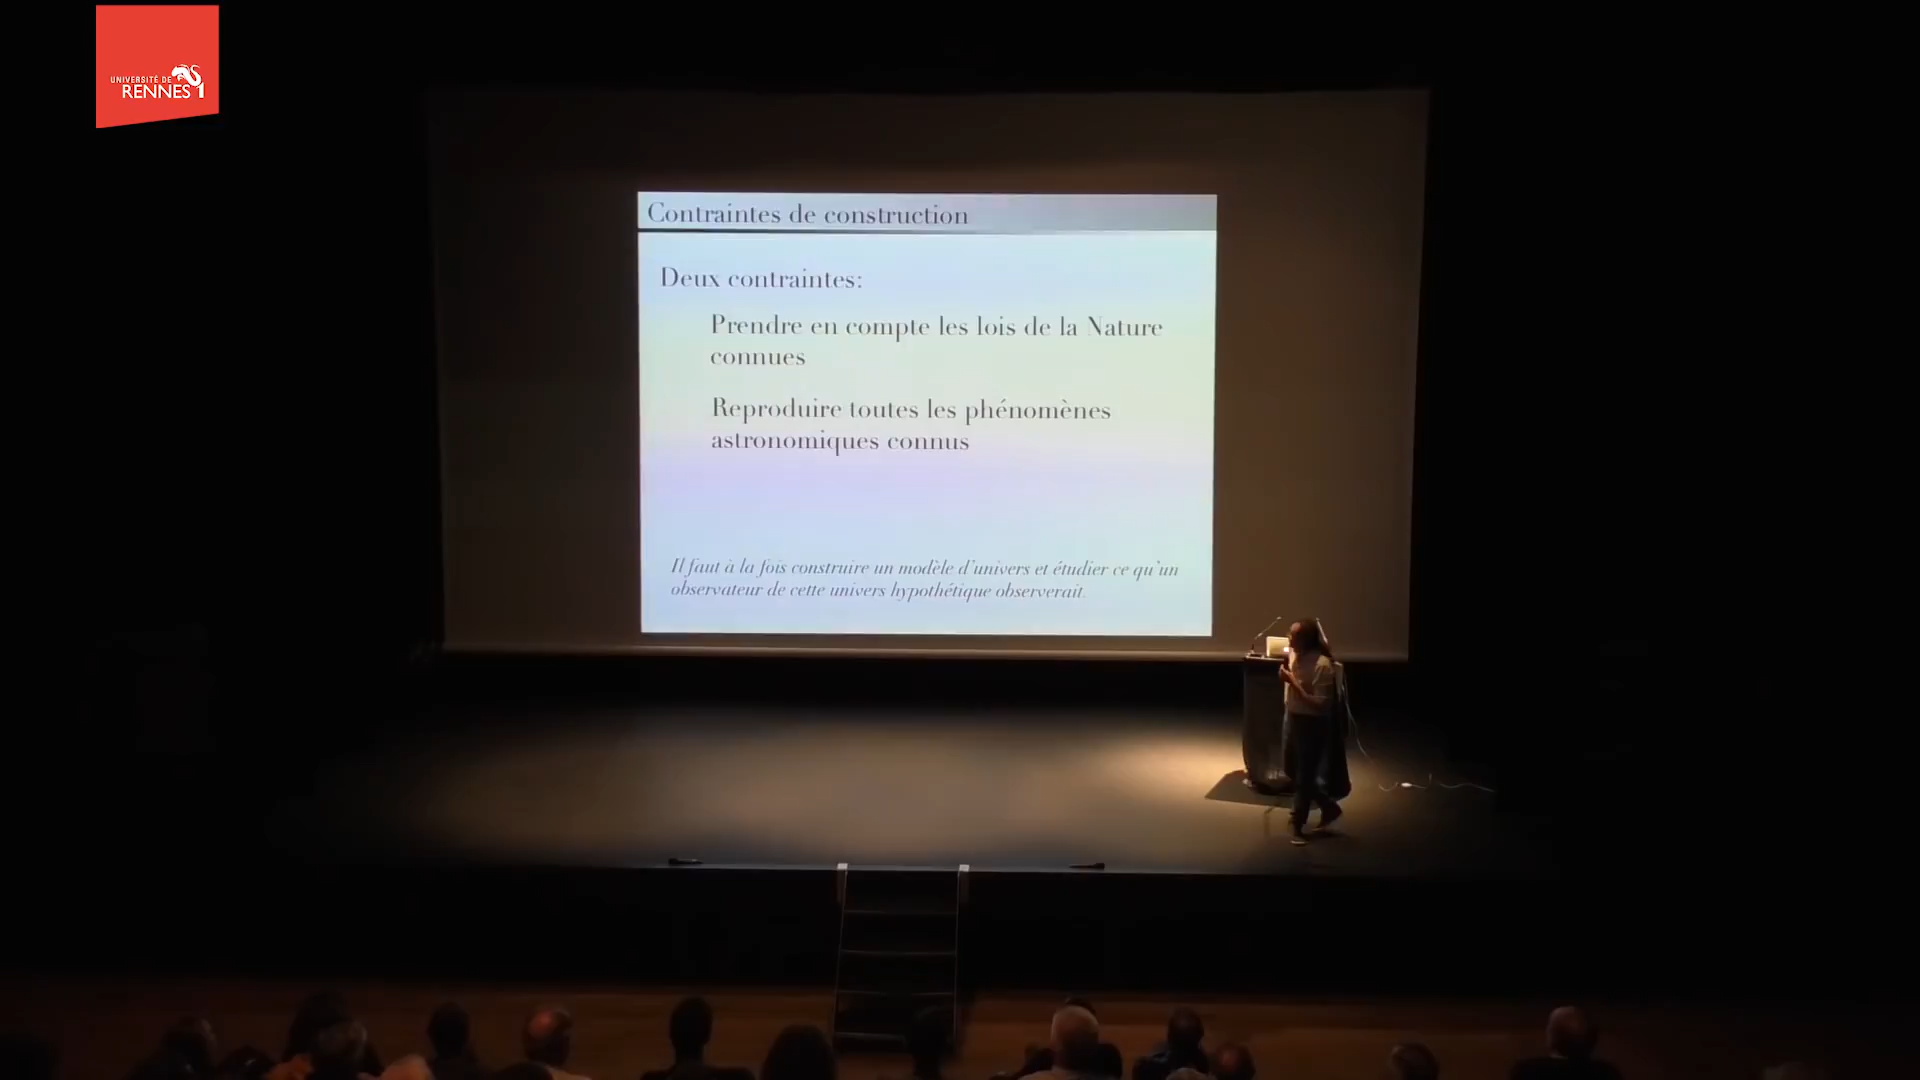 UNIVERSITÉ DE
RENNES 1
Contraintes de construction
Deux contraintes:
Prendre en compte les lois de la Nature
connues
Reproduire toutes les phénomènes
astronomiques connus
Il faut à la fois construire un modèle d'univers et étudier ce qu'un
observateur de cette univers hypothétique observerait.